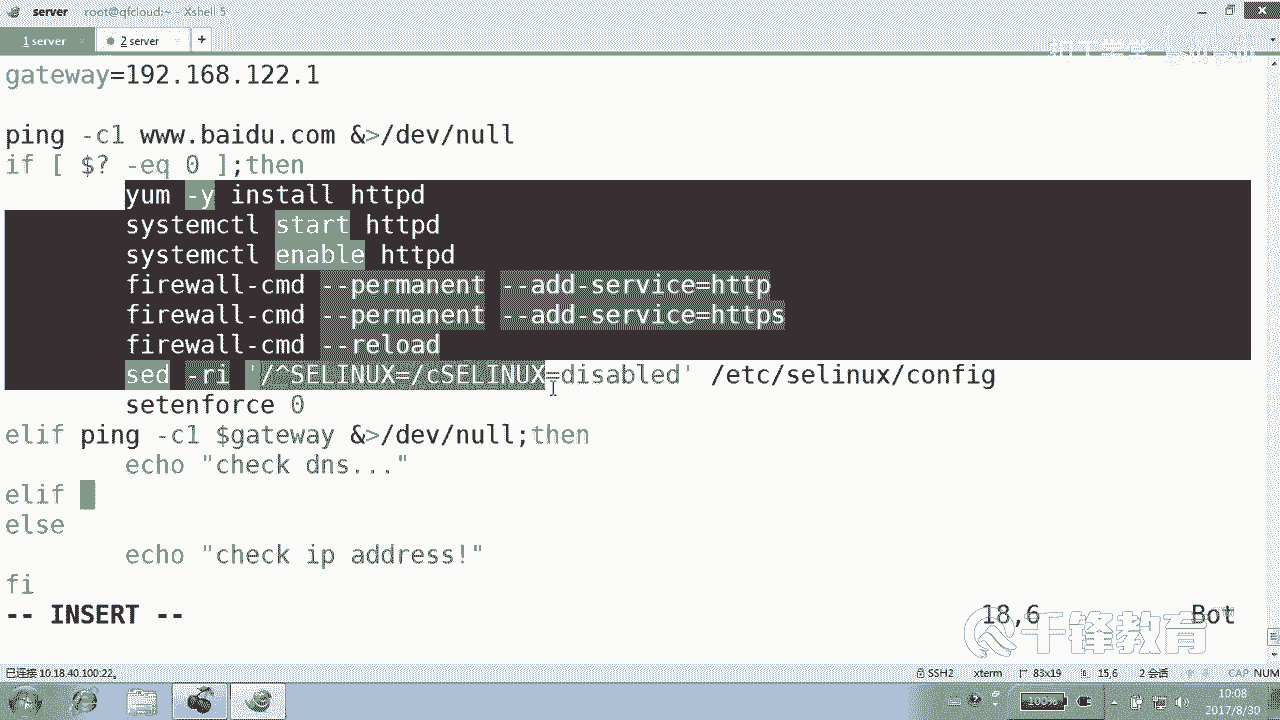 server root@qfcloud:~ - Xshell 5
1 server × 2 server +
gateway=192.168.122.1
ping -c1 www.baidu.com &>/dev/null
if [ $? -eq 0 ];then
yum -y install httpd
systemctl start httpd
systemctl enable httpd
firewall-cmd --permanent --add-service=http
firewall-cmd --permanent --add-service=https
firewall-cmd --reload
sed -ri '/^SELINUX=/cSELINUX=disabled' /etc/selinux/config
setenforce 0
elif ping -c1 $gateway &>/dev/null;then
echo "check dns..."
elif
else
echo "check ip address!"
fi
-- INSERT -- 18,6 Bot
千锋教育
已连接 10.18.40.100:22。 SSH2 xterm 83x19 15,6 2 会话 CAP NUM
100% 10:08
2017/8/30